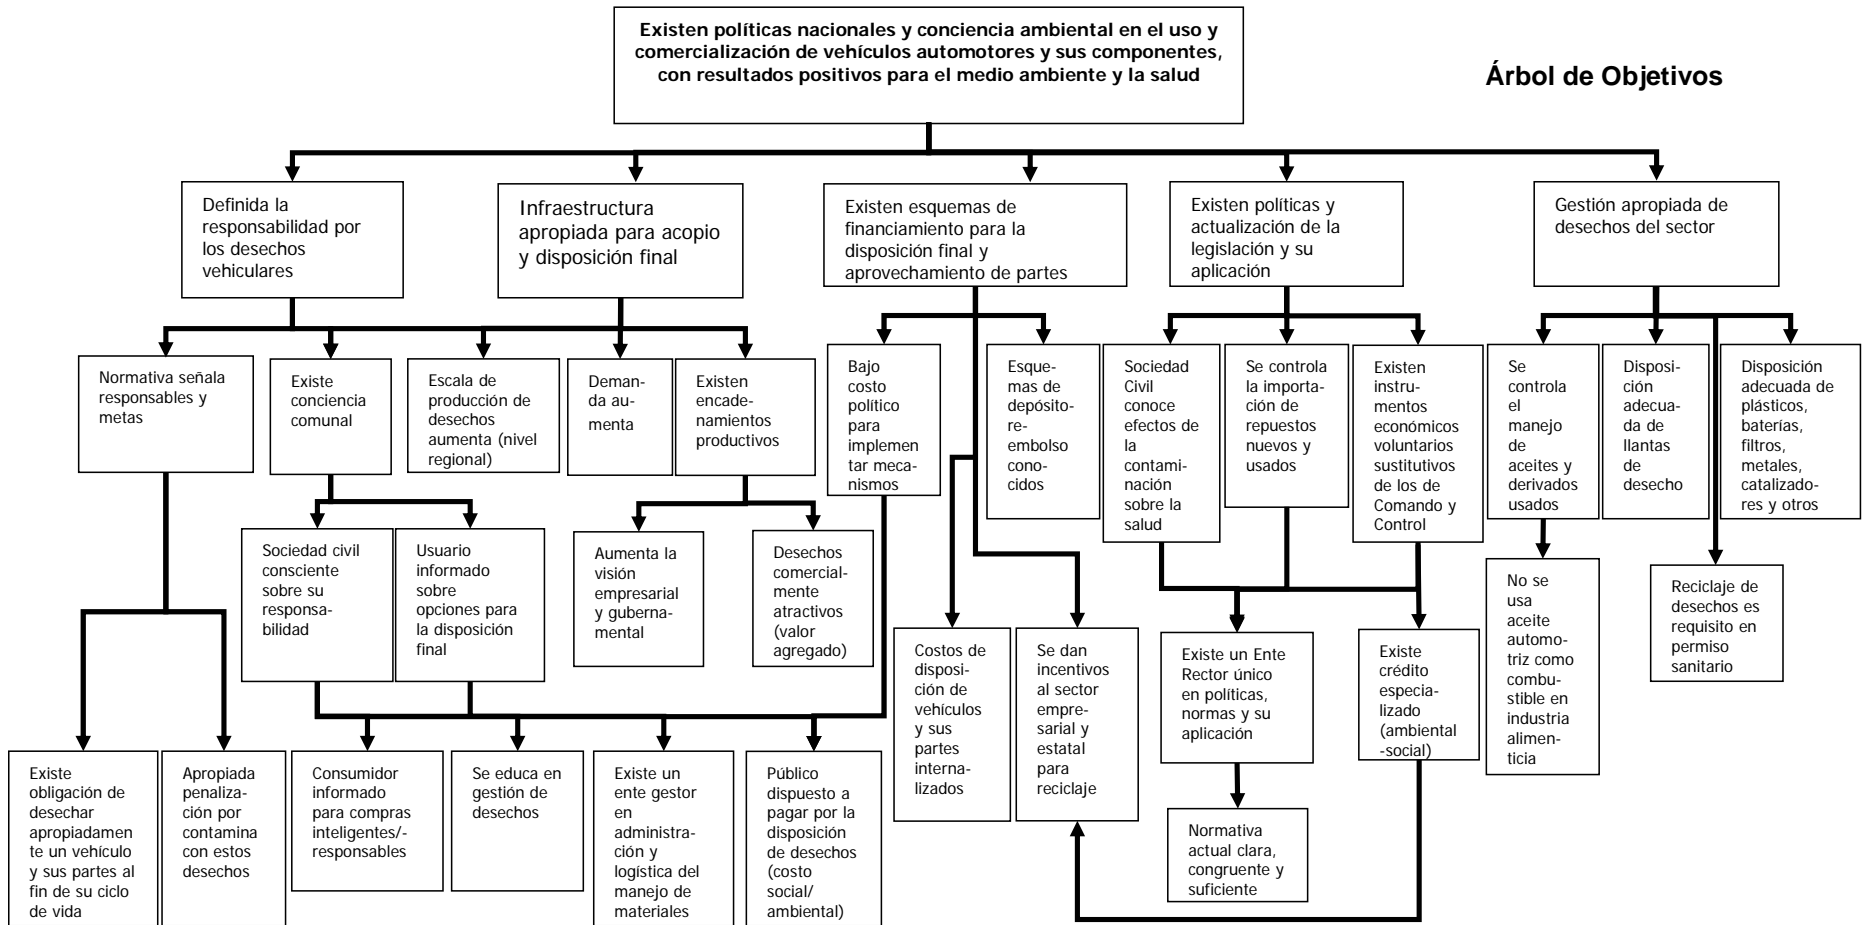 Existen políticas nacionales y conciencia ambiental en el uso y
comercialización de vehículos automotores y sus componentes,
con resultados positivos para el medio ambiente y la salud
Árbol de Objetivos
Definida la
responsabilidad por
los desechos
vehiculares
Infraestructura
apropiada para acopio
y disposición final
Existen esquemas de
financiamiento para la
disposición final y
aprovechamiento de partes
Existen políticas y
actualización de la
legislación y su
aplicación
Gestión apropiada de
desechos del sector
Normativa señala
responsables y
metas
Existe
conciencia
comunal
Escala de
producción de
desechos
aumenta (nivel
regional)
Deman-
da au-
menta
Existen
encade-
namientos
productivos
Bajo
costo
político
para
implemen
tar meca-
nismos
Esque-
mas de
depósito-
re-
embolso
cono-
cidos
Sociedad
Civil
conoce
efectos de
la
contami-
nación
sobre la
salud
Se controla
la importa-
ción de
repuestos
nuevos y
usados
Existen
instru-
mentos
económicos
voluntarios
sustitutivos
de los de
Comando y
Control
Se
controla
el
manejo
de
aceites y
derivados
usados
Disposi-
ción
adecua-
da de
llantas
de
desecho
Disposición
adecuada de
plásticos,
baterías,
filtros,
metales,
catalizado-
res y otros
Sociedad civil
consciente
sobre su
responsa-
bilidad
Usuario
informado
sobre
opciones para
la disposición
final
Aumenta la
visión
empresarial
y guberna-
mental
Desechos
comercial-
mente
atractivos
(valor
agregado)
Costos de
dispo-
sición de
vehículos
y sus
partes
interna-
lizados
Se dan
incentivos
al sector
empre-
sarial y
estatal
para
reciclaje
Existe un Ente
Rector único
en políticas,
normas y su
aplicación
Existe
crédito
especia-
lizado
(ambiental
-social)
No se
usa
aceite
automo-
triz como
combu-
stible en
industria
alimen-
ticia
Reciclaje de
desechos es
requisito en
permiso
sanitario
Existe
obligación de
desechar
apropiadamen
te un vehículo
y sus partes al
fin de su ciclo
de vida
Apropiada
penaliza-
ción por
contamina
con estos
desechos
Consumidor
informado
para compras
inteligentes/-
responsables
Se educa en
gestión de
desechos
Existe un
ente gestor
en
administra-
ción y
logística del
manejo de
materiales
Público
dispuesto a
pagar por la
disposición
de desechos
(costo
social/
ambiental)
Normativa
actual clara,
congruente y
suficiente